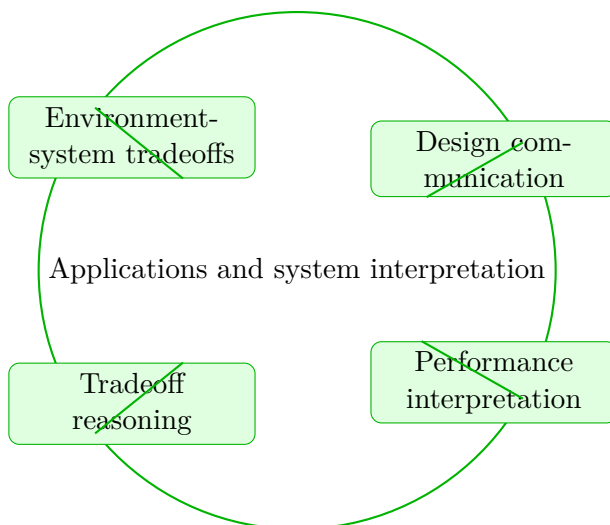 Environment-
system tradeoffs
Design com-
munication
Applications and system interpretation
Tradeoff
reasoning
Performance
interpretation